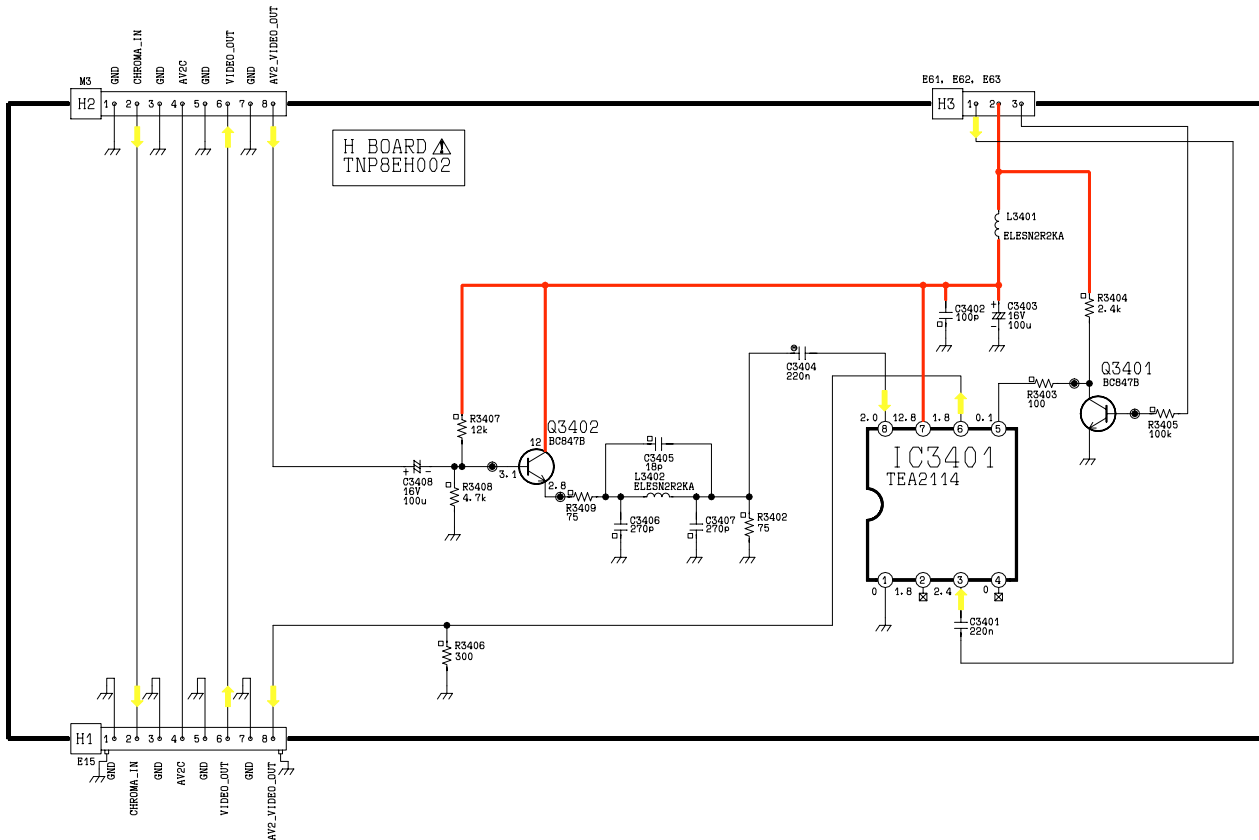 GND
CHROMA_IN
GND
AV2C
GND
VIDEO_OUT
GND
AV2_VIDEO_OUT
M3
H2 1 2 3 4 5 6 7 8
E61, E62, E63
H3 1 2 3
H BOARD
TNP8EH002
L3401
ELESN2R2KA
C3402
100p
+ C3403
16V
- 100u
R3404
2.4k
C3404
220n
Q3401
BC847B
R3403
100
R3405
100k
R3407
12k
Q3402
BC847B
12
3.1
2.8
+ -
C3408
16V
100u
R3408
4.7k
R3409
75
C3405
18p
L3402
ELESN2R2KA
C3406
270p
C3407
270p
R3402
75
2.0 12.8 1.8 0.1
8 7 6 5
IC3401
TEA2114
1 2 3 4
0 1.8 2.4 0
C3401
220n
R3406
300
H1 1 2 3 4 5 6 7 8
E15
GND
CHROMA_IN
GND
AV2C
GND
VIDEO_OUT
GND
AV2_VIDEO_OUT